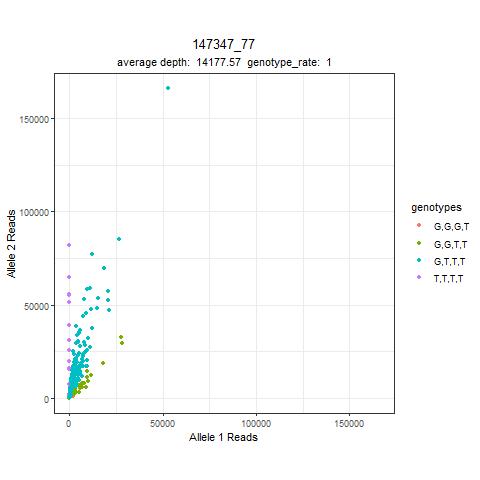 147347_77
average depth: 14177.57 genotype_rate: 1
Allele 2 Reads
150000
100000
50000
0
0 50000 100000 150000
Allele 1 Reads
genotypes
G,G,G,T
G,G,T,T
G,T,T,T
T,T,T,T